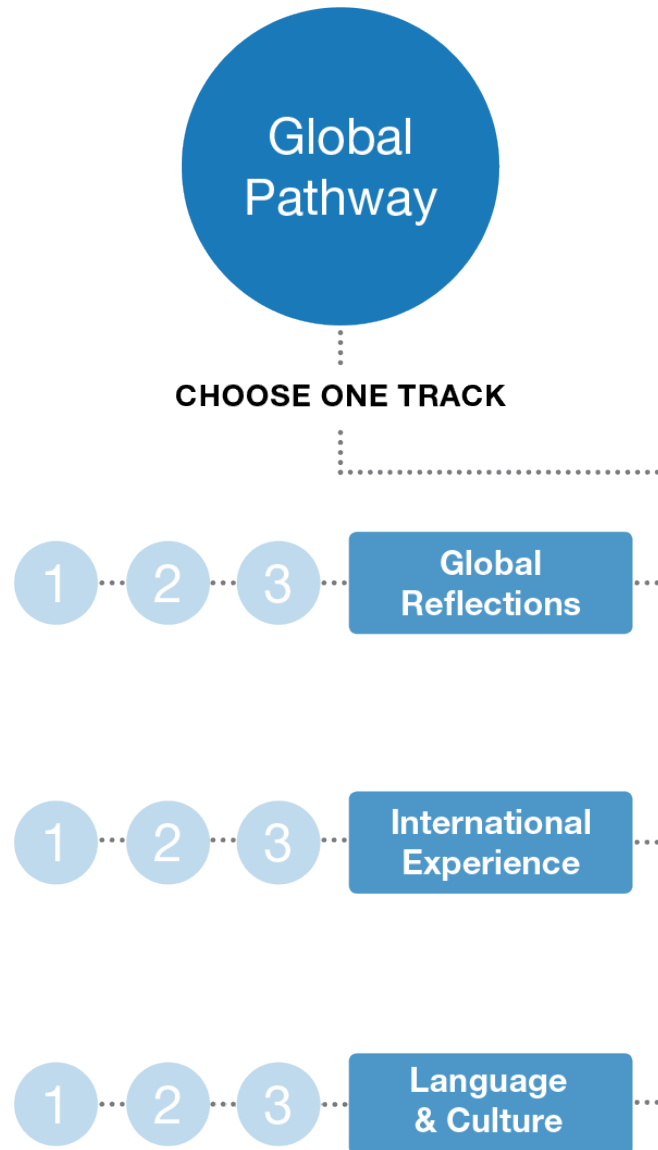 Global
Pathway
CHOOSE ONE TRACK
1 2 3 Global
Reflections
1 2 3 International
Experience
1 2 3 Language
& Culture